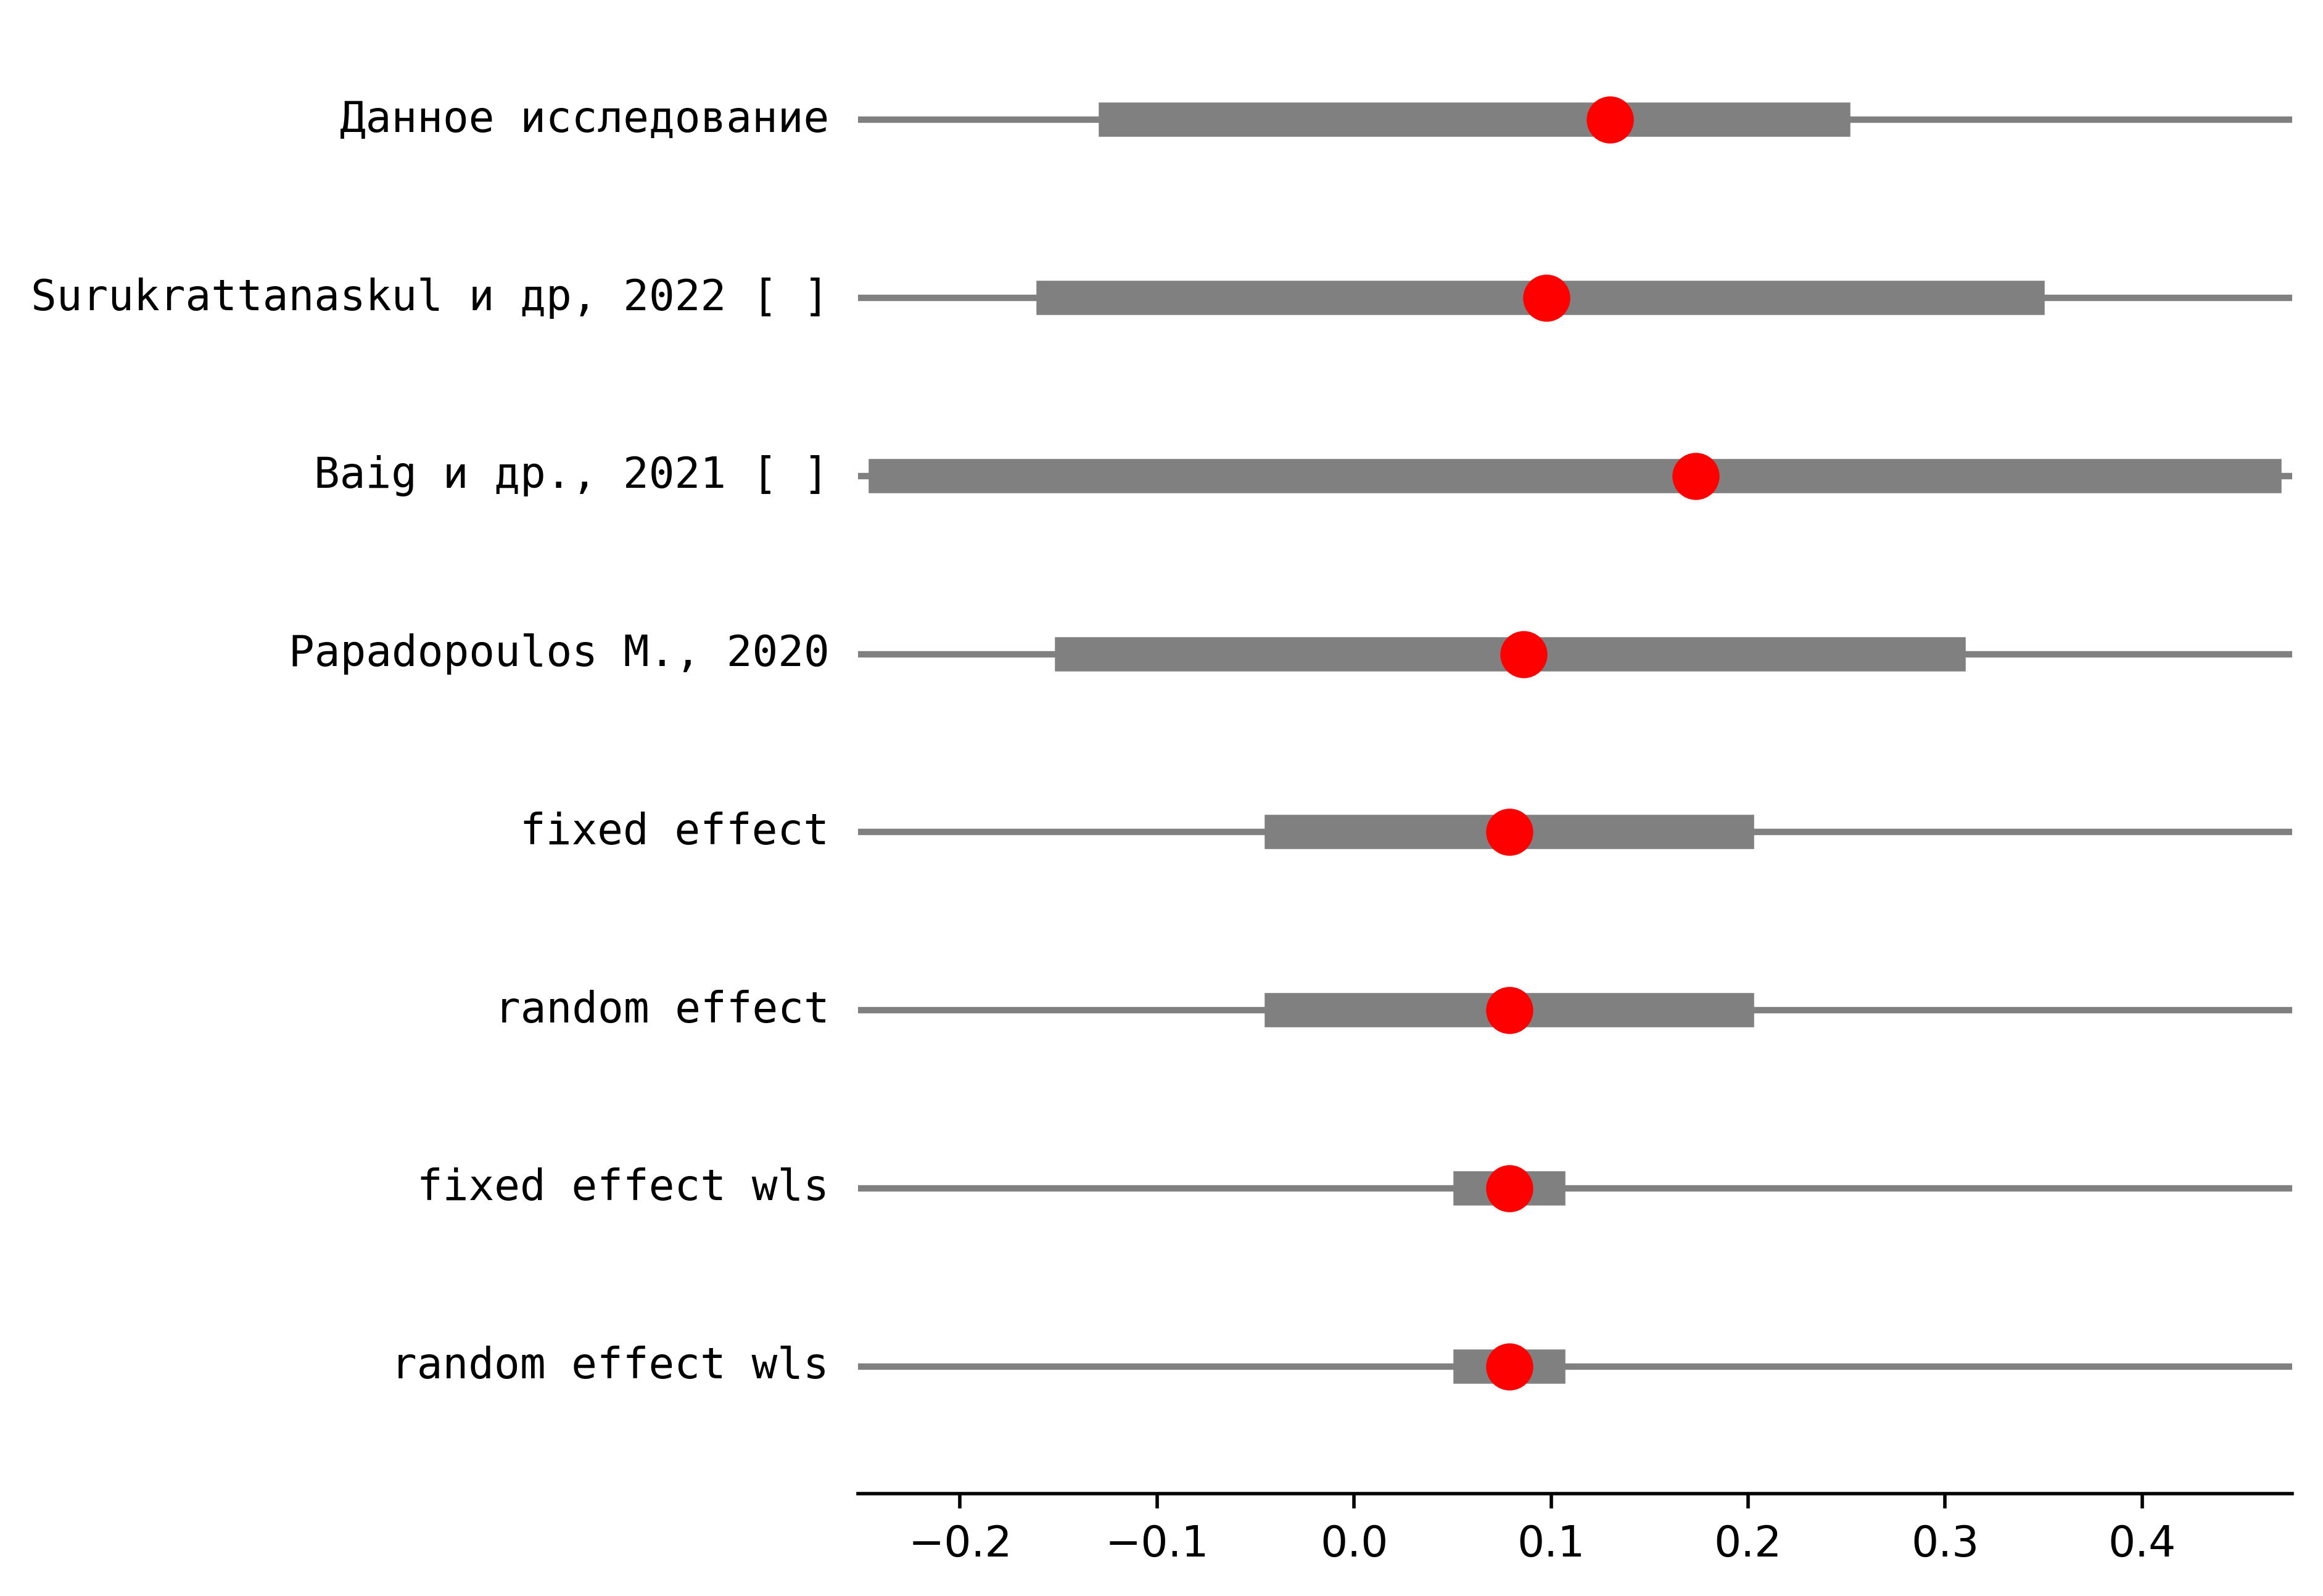 Данное исследование
Surukrattanaskul и др, 2022 [ ]
Baig и др., 2021 [ ]
Papadopoulos M., 2020
fixed effect
random effect
fixed effect wls
random effect wls
−0.2 −0.1 0.0 0.1 0.2 0.3 0.4